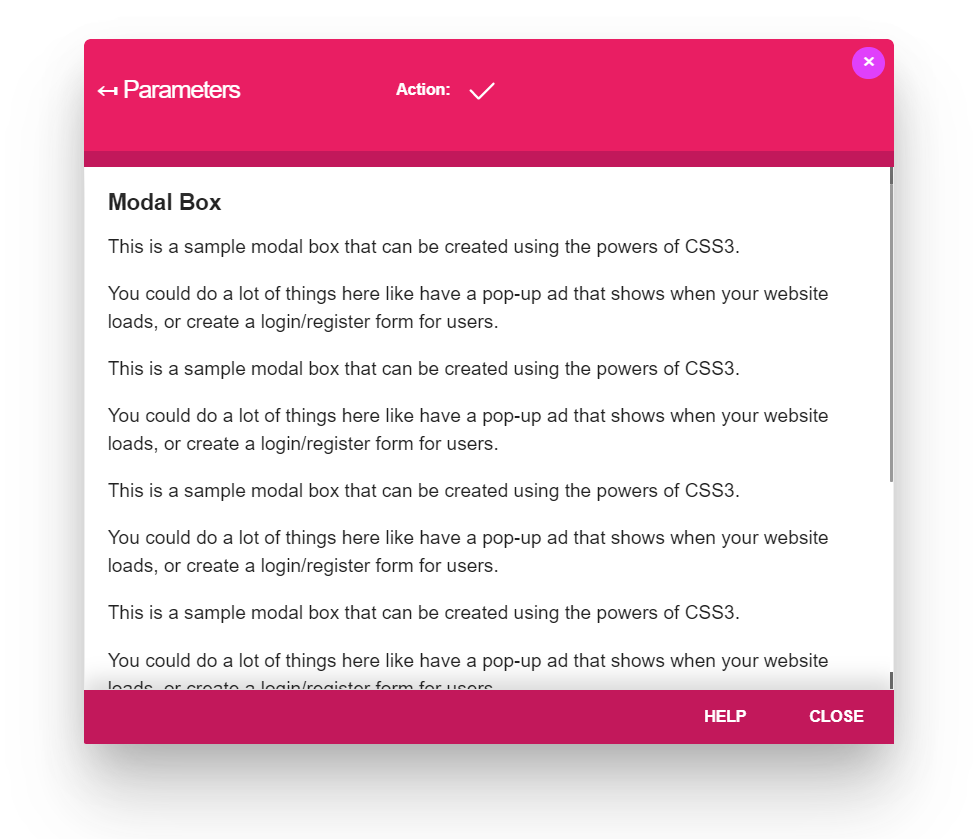 Parameters
Action:
Modal Box
This is a sample modal box that can be created using the powers of CSS3.
You could do a lot of things here like have a pop-up ad that shows when your website
loads, or create a login/register form for users.
This is a sample modal box that can be created using the powers of CSS3.
You could do a lot of things here like have a pop-up ad that shows when your website
loads, or create a login/register form for users.
This is a sample modal box that can be created using the powers of CSS3.
You could do a lot of things here like have a pop-up ad that shows when your website
loads, or create a login/register form for users.
This is a sample modal box that can be created using the powers of CSS3.
You could do a lot of things here like have a pop-up ad that shows when your website
loads, or create a login/register form for users.
HELP CLOSE